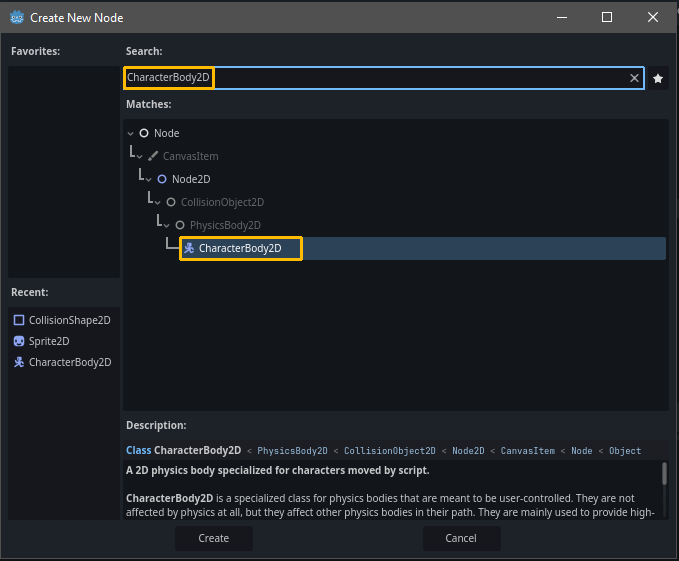 Create New Node
Favorites:
Search:
CharacterBody2D
Matches:
Node
CanvasItem
Node2D
CollisionObject2D
PhysicsBody2D
CharacterBody2D
Recent:
CollisionShape2D
Sprite2D
CharacterBody2D
Description:
Class CharacterBody2D < PhysicsBody2D < CollisionObject2D < Node2D < CanvasItem < Node < Object
A 2D physics body specialized for characters moved by script.
CharacterBody2D is a specialized class for physics bodies that are meant to be user-controlled. They are not
affected by physics at all, but they affect other physics bodies in their path. They are mainly used to provide high-
Create
Cancel